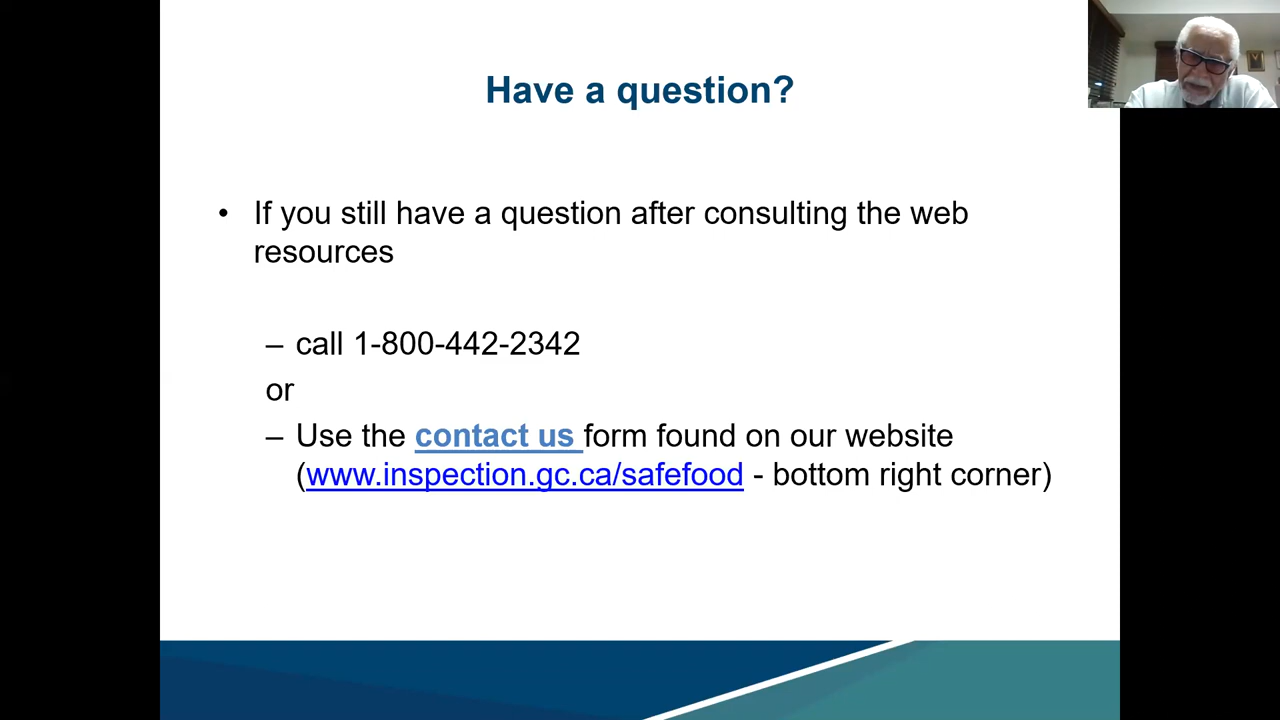 Have a question?
• If you still have a question after consulting the web
resources
– call 1-800-442-2342
or
– Use the contact us form found on our website
(www.inspection.gc.ca/safefood - bottom right corner)